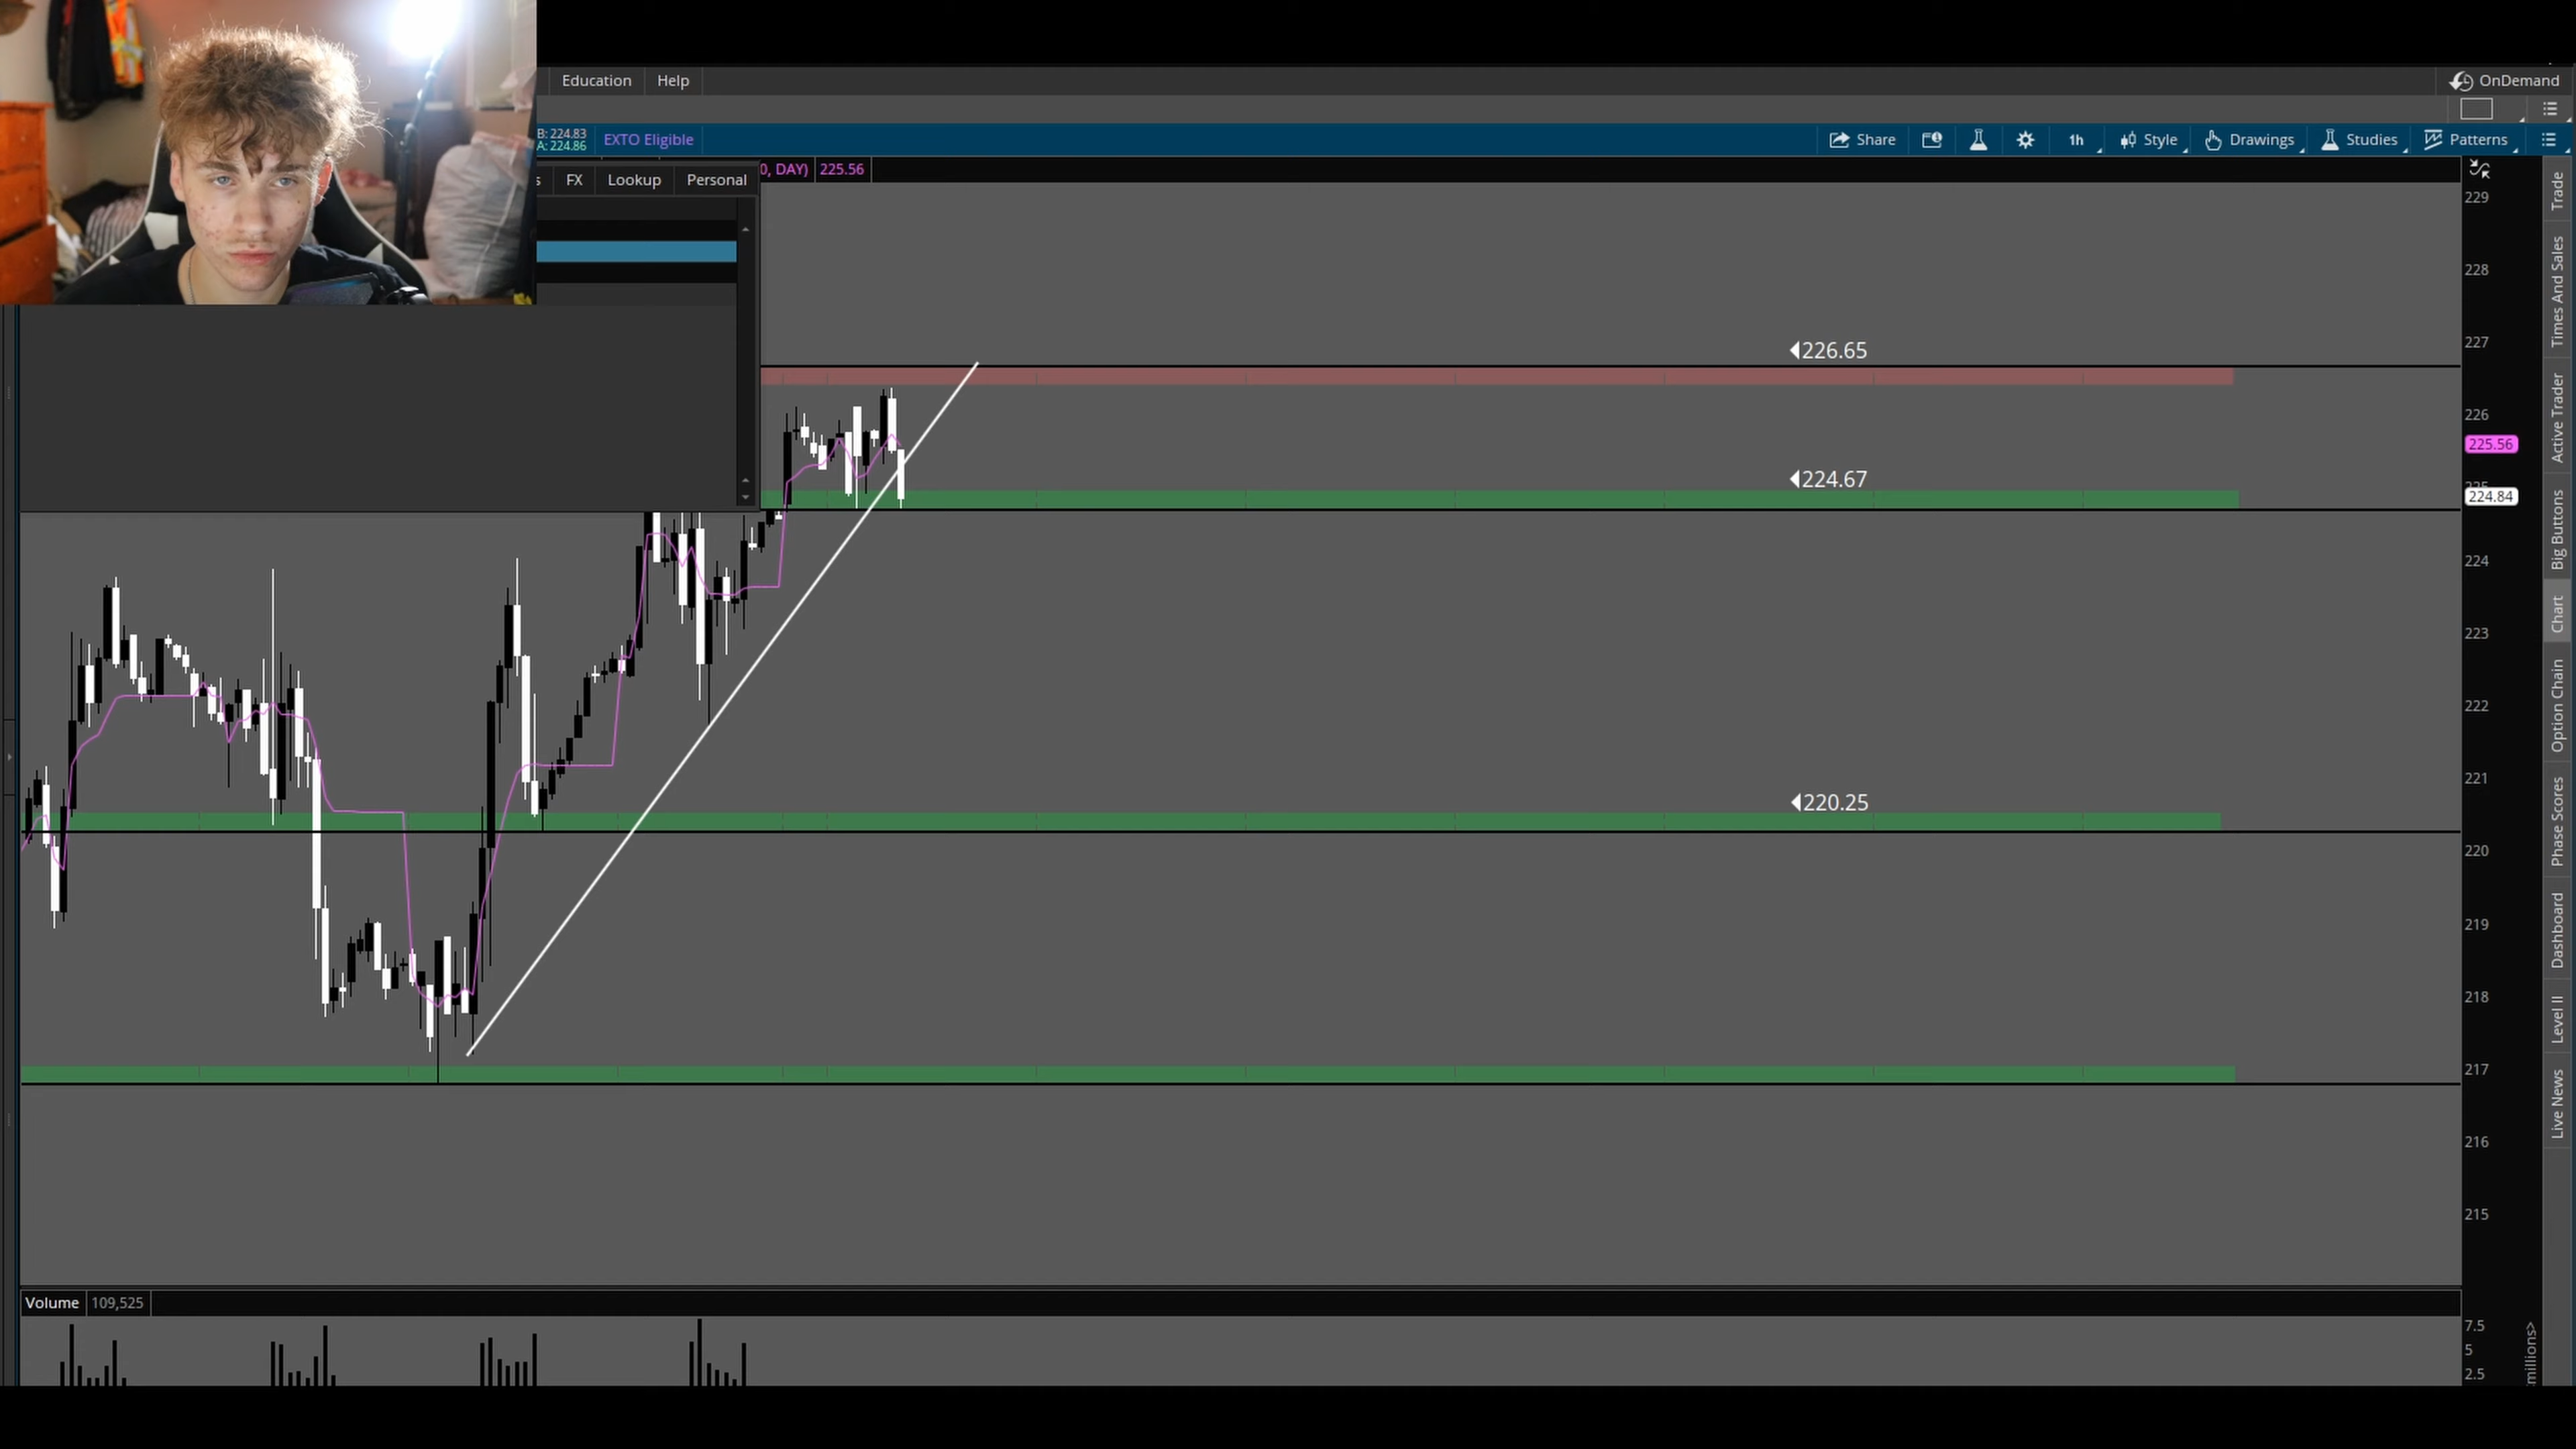 Education Help
OnDemand
B: 224.83
A: 224.86
EXTO Eligible
Share
1h
Style
Drawings
Studies
Patterns
0, DAY) 225.56
s FX Lookup Personal
229
228
227
226
225.56
224.84
224
223
222
221
220
219
218
217
216
215
226.65
224.67
220.25
Trade
Times And Sales
Active Trader
Big Buttons
Chart
Option Chain
Phase Scores
Dashboard
Level II
Live News
Volume 109,525
7.5
5
2.5